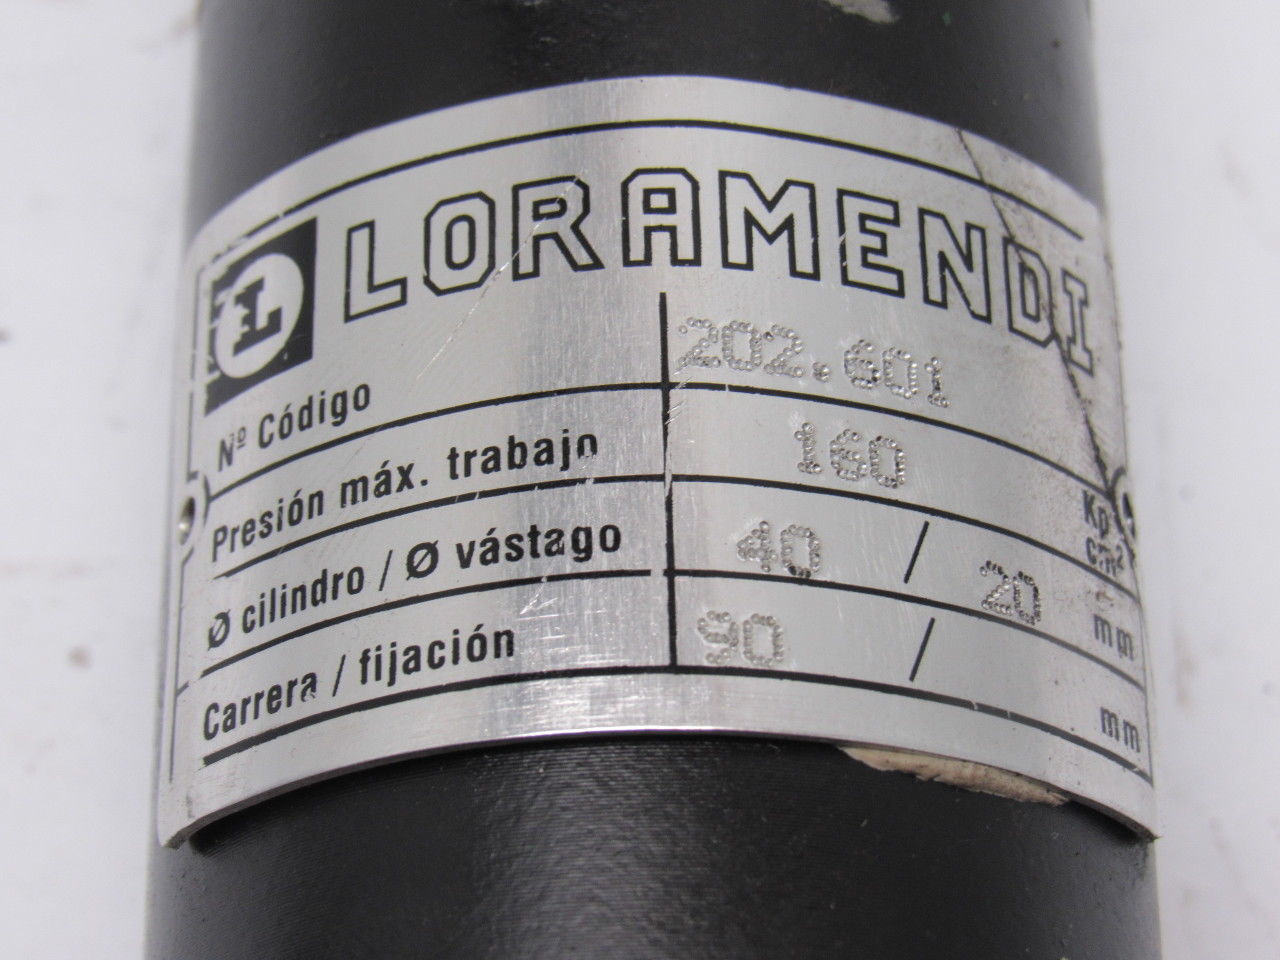 L LORAMENDI
Nº Código 202.601
Presión máx. trabajo 160 Kp/cm²
Ø cilindro / Ø vástago 40 / 20 mm
Carrera / fijación 90 / mm